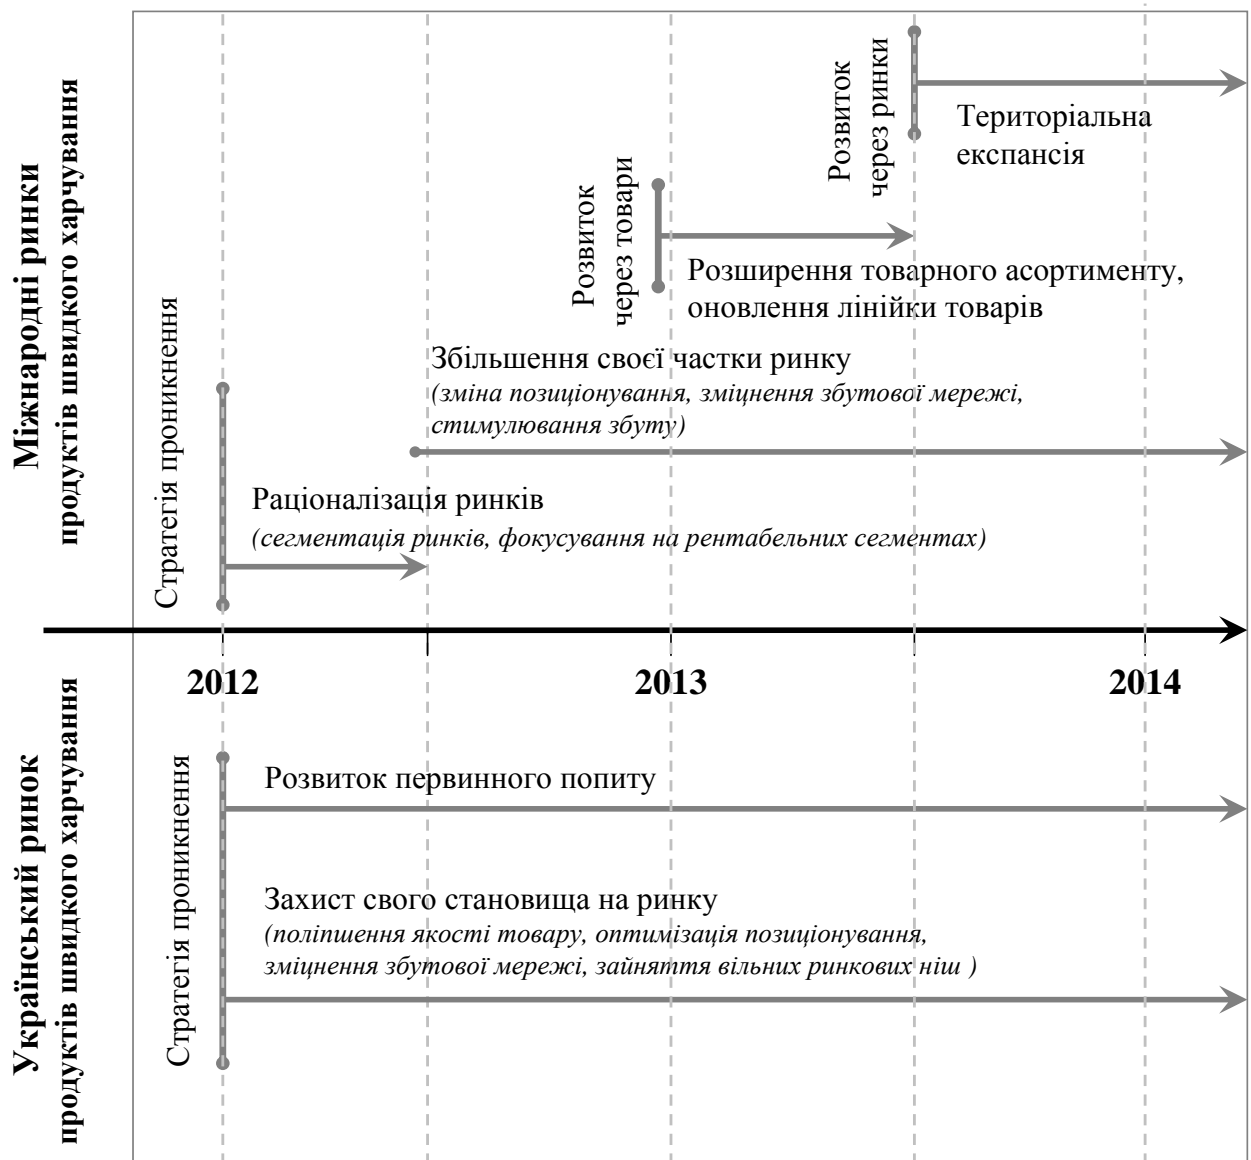 Міжнародні ринки
продуктів швидкого харчування
Розвиток
через ринки
Територіальна
експансія
Розвиток
через товари
Розширення товарного асортименту,
оновлення лінійки товарів
Стратегія проникнення
Збільшення своєї частки ринку
(зміна позиціонування, зміцнення збутової мережі,
стимулювання збуту)
Раціоналізація ринків
(сегментація ринків, фокусування на рентабельних сегментах)
2012 2013 2014
Український ринок
продуктів швидкого харчування
Стратегія проникнення
Розвиток первинного попиту
Захист свого становища на ринку
(поліпшення якості товару, оптимізація позиціонування,
зміцнення збутової мережі, зайняття вільних ринкових ніш )